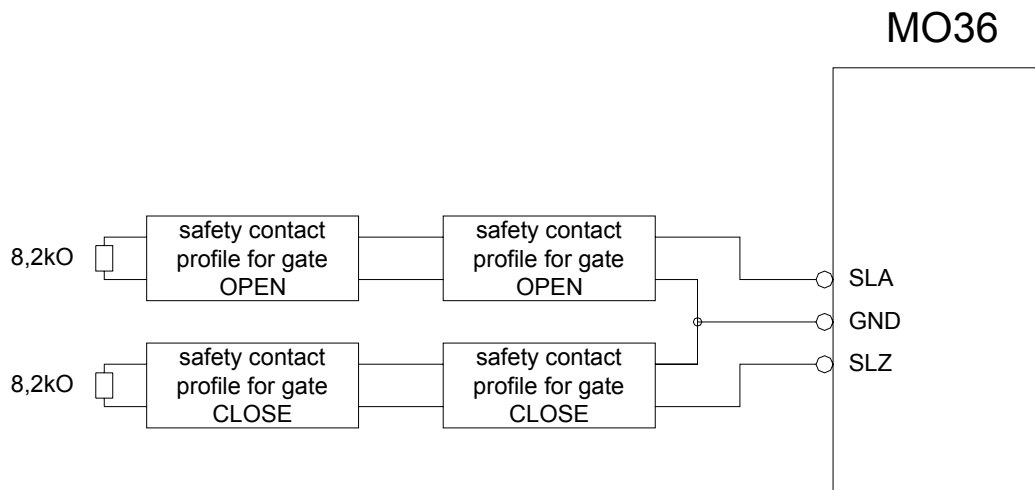 MO36
8,2kO
safety contact
profile for gate
OPEN
safety contact
profile for gate
OPEN
SLA
GND
8,2kO
safety contact
profile for gate
CLOSE
safety contact
profile for gate
CLOSE
SLZ